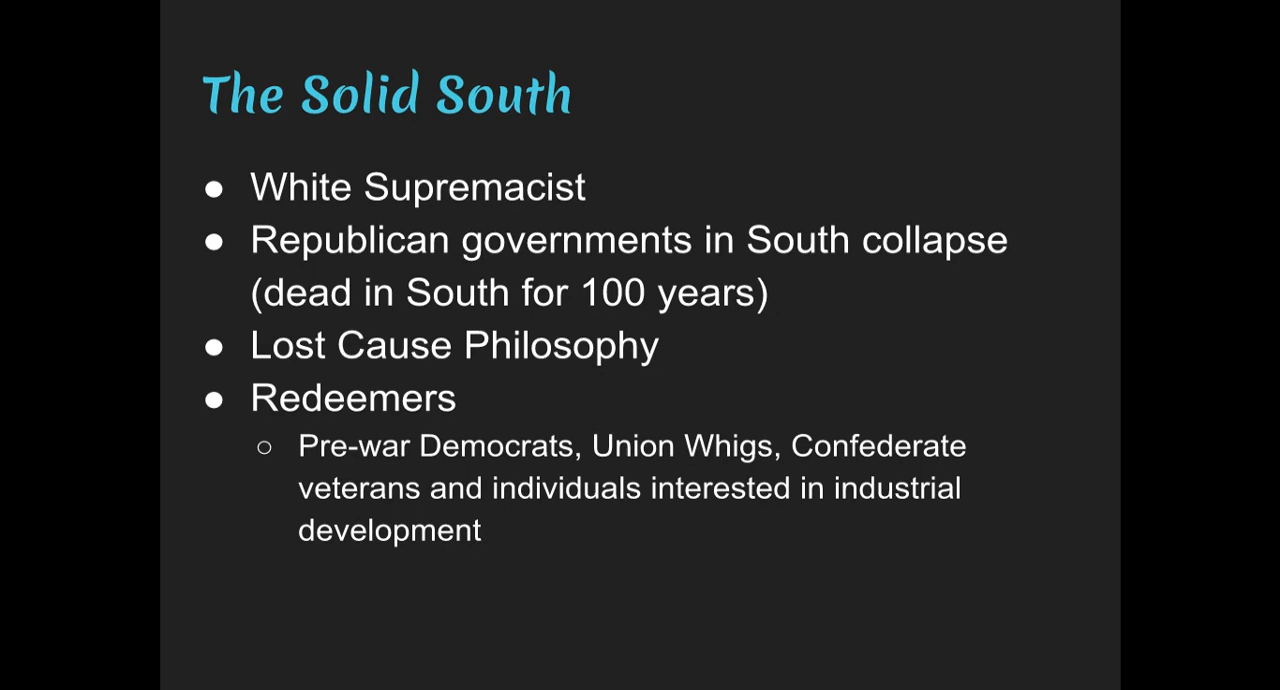 The Solid South
● White Supremacist
● Republican governments in South collapse
(dead in South for 100 years)
● Lost Cause Philosophy
● Redeemers
○ Pre-war Democrats, Union Whigs, Confederate
veterans and individuals interested in industrial
development